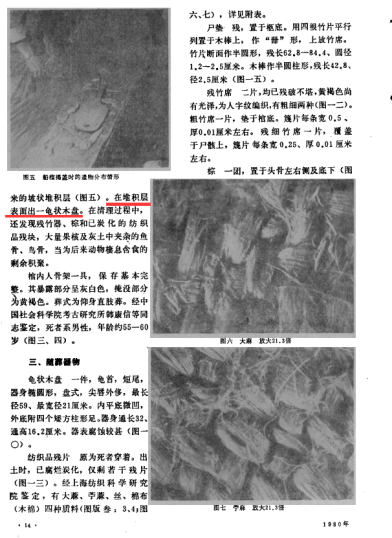 图五 船棺揭盖时的遗物分布情形
米的坡状堆积层（图五）。在堆积层
表面出一龟状木盘。在清理过程中，
还发现残竹器、棕和已炭化的纺织
品残块，大量果核及灰土中夹杂的鱼
骨、鸟骨，当为后来动物棲息含食的
剩余积聚。
棺内人骨架一具，保存基本完
整。其暴露部分呈灰白色，掩没部分
为黄褐色。葬式为仰身直肢葬。经中
国社会科学院考古研究所韩康信等同
志鉴定，死者系男性，年龄约55—60
岁（图三、四）。
三、随葬器物
龟状木盘 一件，龟首，短尾，
器身椭圆形，盘式，尖唇外侈，最长
径59、最宽径21厘米。内平底微凹，
外底附四个矮方柱形足。器身通长32、
通高16.2厘米。器表腐蚀较甚（图一
〇）。
纺织品残片 原为死者穿着。出
土时，已腐烂炭化，仅剩若干残片
（图一三）。经上海纺织科学研究
院鉴定，有大蔴、苧蔴、丝、棉布
（木棉）四种质料（图版叁：3、4；图
·14·
六、七），详见附表。
尸垫 残，置于柩底。用四根竹片平行
列置于木棒上，作“册”形，上放竹席。
竹片断面作半圆形，残长62.8—84.4、圆径
1.2—2.5厘米。木棒作半圆柱形，残长42.8、
径2.5厘米（图一五）。
残竹席 二片，均已残破不堪，黄褐色尚
有光泽，为人字纹编织，有粗细两种（图一二）。
粗竹席一片，垫于棺底。篾片每条宽0.5、
厚0.01厘米左右。残细竹席一片，覆盖
于尸骸上，篾片每条宽0.25、厚0.01厘米
左右。
棕 一团，置于头骨左右侧及底下（图
图六 大麻 放大21.3倍
图七 苧麻 放大21.3倍
1980年